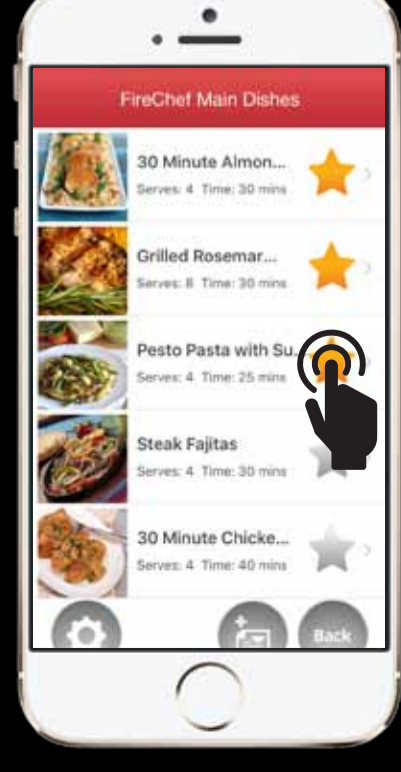 FireChef Main Dishes
30 Minute Almon...
Serves: 4 Time: 30 mins
Grilled Rosemar...
Serves: 8 Time: 30 mins
Pesto Pasta with Su...
Serves: 4 Time: 25 mins
Steak Fajitas
Serves: 4 Time: 30 mins
30 Minute Chicke...
Serves: 4 Time: 40 mins
Back